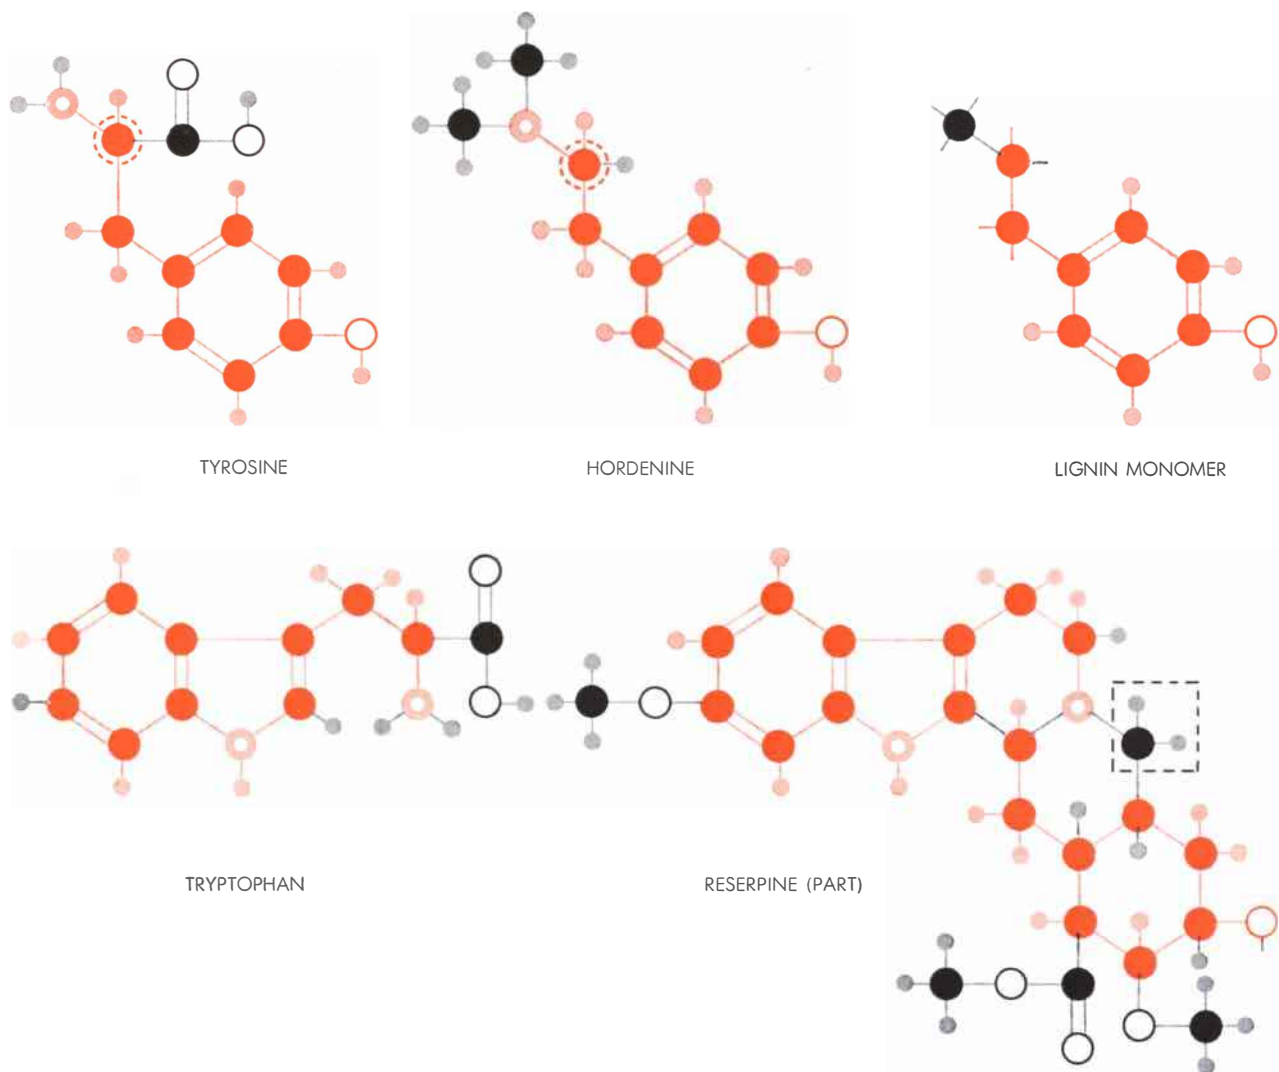 TYROSINE
HORDENINE
LIGNIN MONOMER
TRYPTOPHAN
RESERPINE (PART)